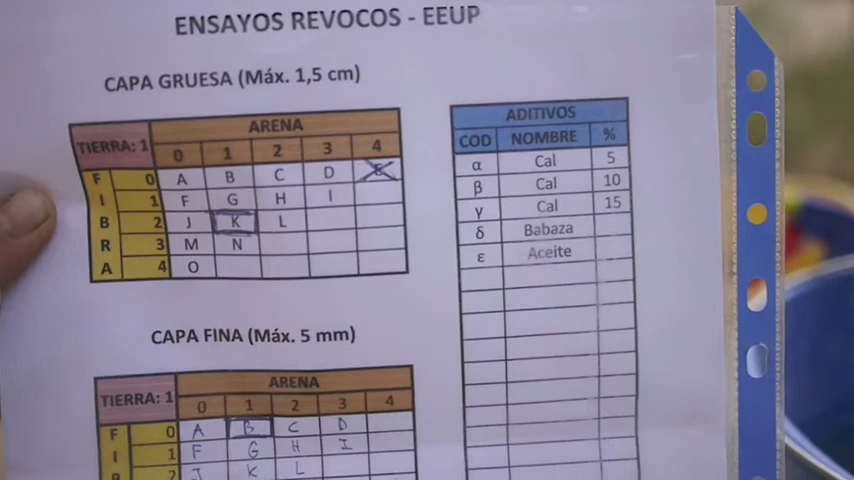 ENSAYOS REVOCOS - EEUP
CAPA GRUESA (Máx. 1,5 cm)
TIERRA: 1 ARENA
0 1 2 3 4
F 0 A B C D
I 1 F G H I
B 2 J K L
R 3 M N
A 4 O
ADITIVOS
COD NOMBRE %
α Cal 5
β Cal 10
γ Cal 15
δ Babaza
ε Aceite
CAPA FINA (Máx. 5 mm)
TIERRA: 1 ARENA
0 1 2 3 4
F 0 A B C D
I 1 F G H I
B 2 J K L